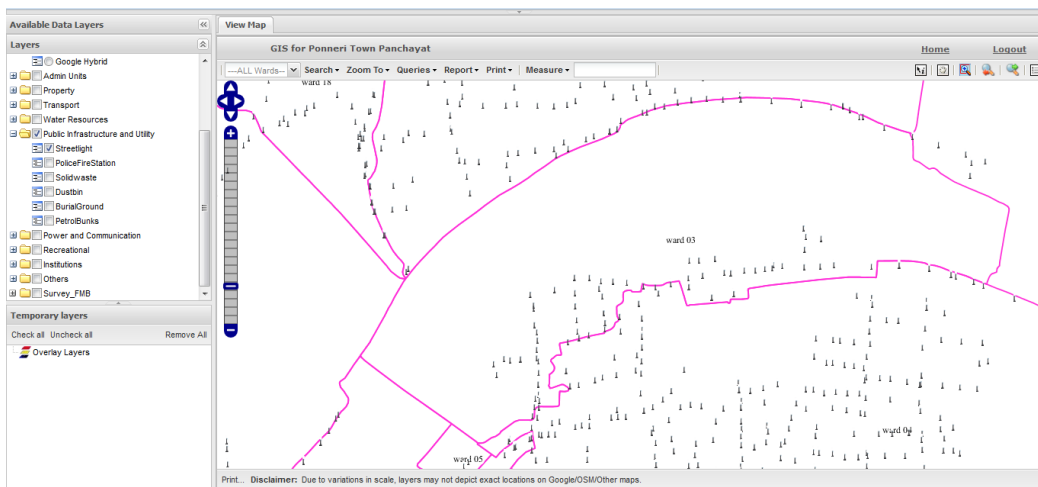 Available Data Layers
Layers
Google Hybrid
Admin Units
Property
Transport
Water Resources
Public Infrastructure and Utility
Streetlight
PoliceFireStation
Solidwaste
Dustbin
BurialGround
PetrolBunks
Power and Communication
Recreational
Institutions
Others
Survey_FMB
Temporary layers
Check all Uncheck all Remove All
Overlay Layers
View Map
GIS for Ponneri Town Panchayat Home Logout
---ALL Wards--- Search Zoom To Queries Report Print Measure
ward 18
ward 03
ward 04
ward 05
Print... Disclaimer: Due to variations in scale, layers may not depict exact locations on Google/OSM/Other maps.